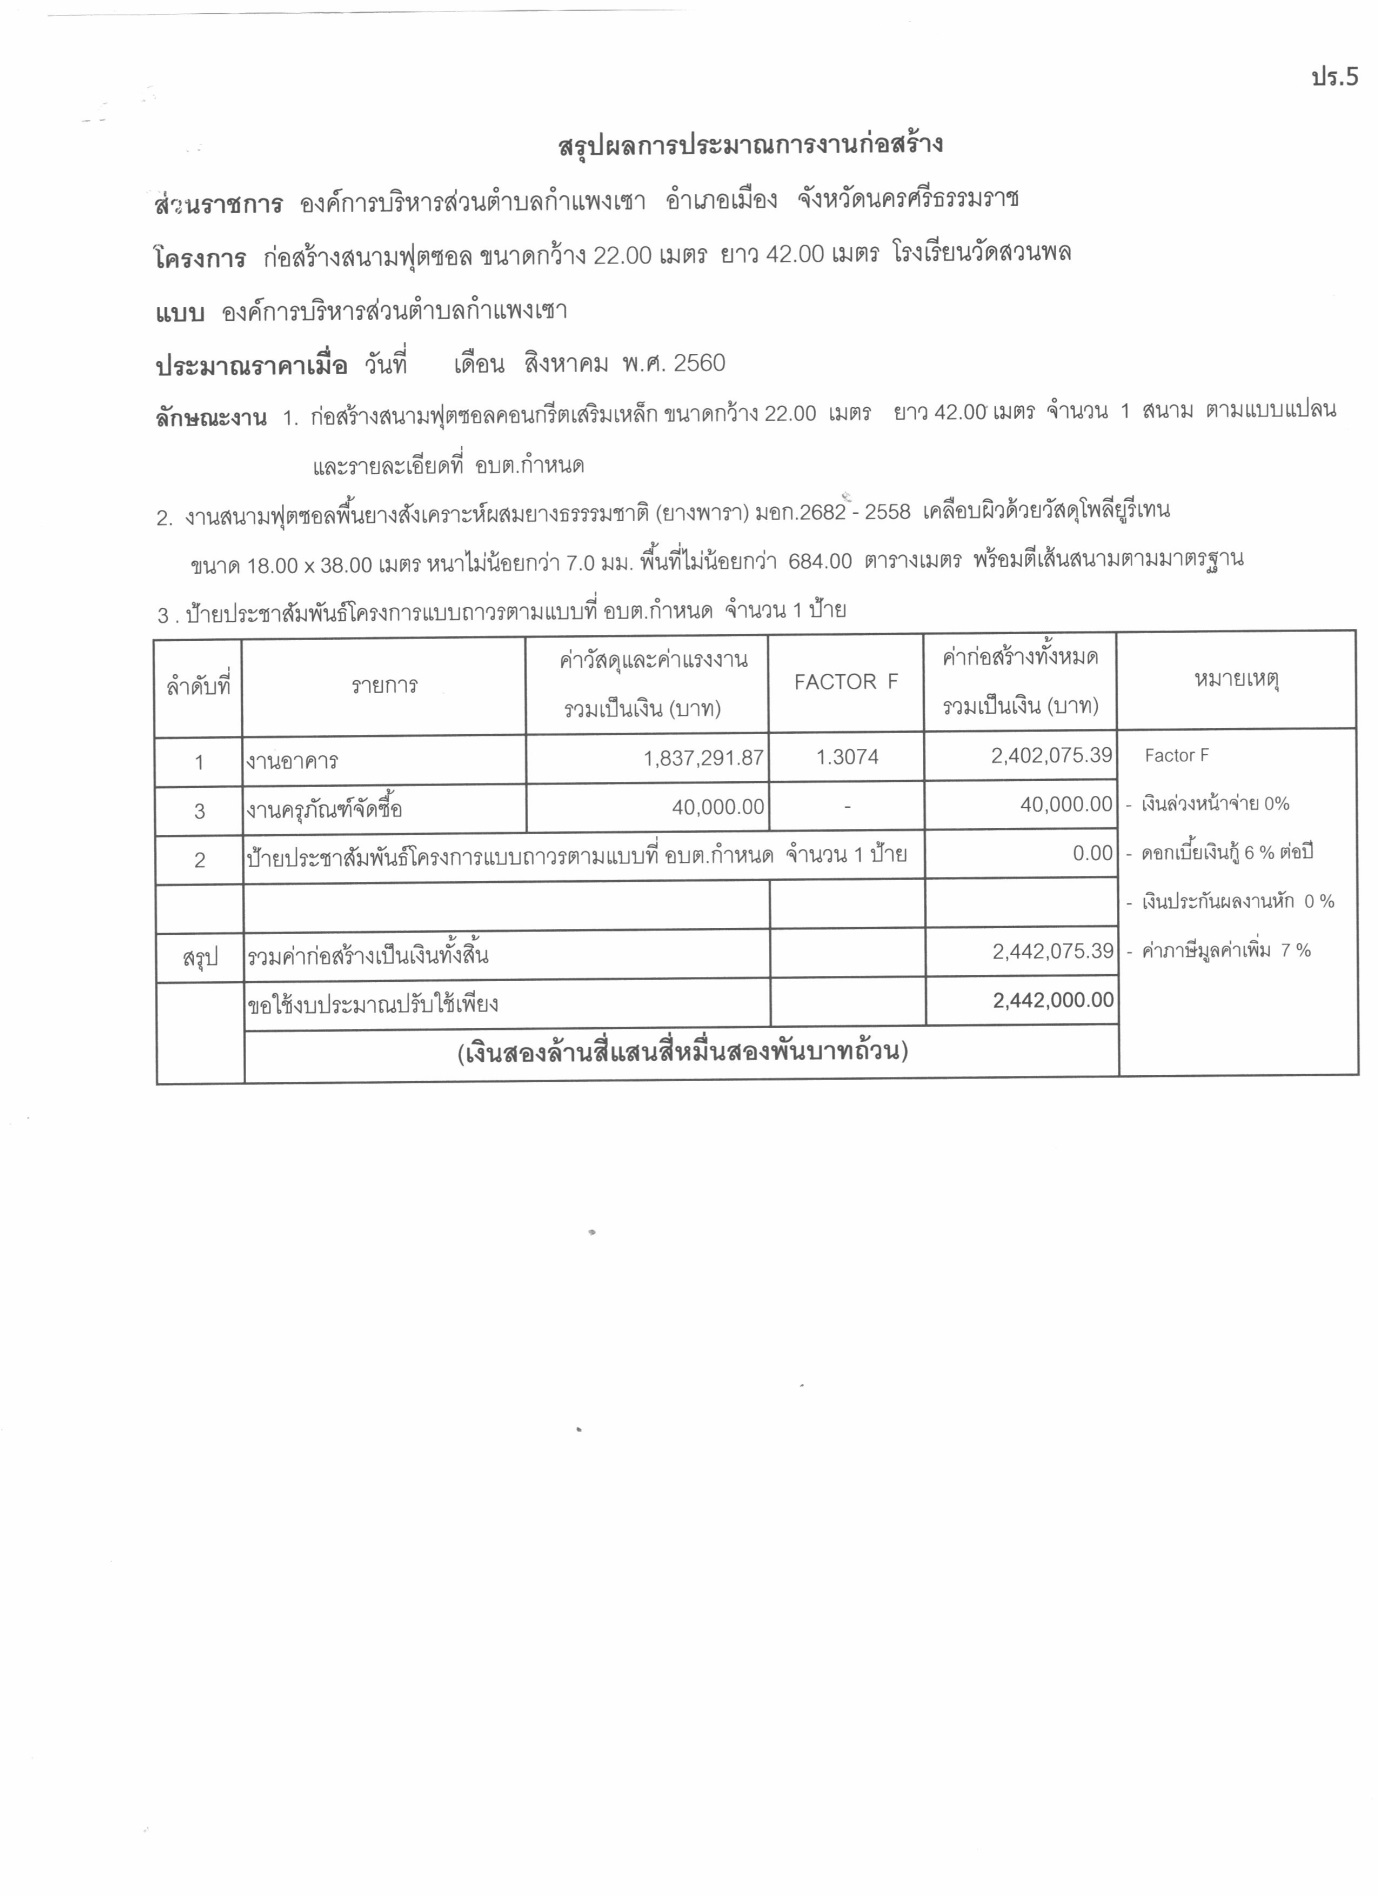 ปร.5
สรุปผลการประมาณการงานก่อสร้าง
ส่วนราชการ องค์การบริหารส่วนตำบลกำแพงเซา อำเภอเมือง จังหวัดนครศรีธรรมราช
โครงการ ก่อสร้างสนามฟุตซอล ขนาดกว้าง 22.00 เมตร ยาว 42.00 เมตร โรงเรียนวัดสวนพล
แบบ องค์การบริหารส่วนตำบลกำแพงเซา
ประมาณราคาเมื่อ วันที่ เดือน สิงหาคม พ.ศ. 2560
ลักษณะงาน 1. ก่อสร้างสนามฟุตซอลคอนกรีตเสริมเหล็ก ขนาดกว้าง 22.00 เมตร ยาว 42.00 เมตร จำนวน 1 สนาม ตามแบบแปลน
และรายละเอียดที่ อบต.กำหนด
2. งานสนามฟุตซอลพื้นยางสังเคราะห์ผสมยางธรรรมชาติ (ยางพารา) มอก.2682 - 2558 เคลือบผิวด้วยวัสดุโพลียูรีเทน
ขนาด 18.00 x 38.00 เมตร หนาไม่น้อยกว่า 7.0 มม. พื้นที่ไม่น้อยกว่า 684.00 ตารางเมตร พร้อมตีเส้นสนามตามมาตรฐาน
3 . ป้ายประชาสัมพันธ์โครงการแบบถาวรตามแบบที่ อบต.กำหนด จำนวน 1 ป้าย
ลำดับที่ รายการ ค่าวัสดุและค่าแรงงาน รวมเป็นเงิน (บาท) FACTOR F ค่าก่อสร้างทั้งหมด รวมเป็นเงิน (บาท) หมายเหตุ
1 งานอาคาร 1,837,291.87 1.3074 2,402,075.39 Factor F
3 งานครุภัณฑ์จัดซื้อ 40,000.00 - 40,000.00 - เงินล่วงหน้าจ่าย 0%
2 ป้ายประชาสัมพันธ์โครงการแบบถาวรตามแบบที่ อบต.กำหนด จำนวน 1 ป้าย 0.00 - ดอกเบี้ยเงินกู้ 6 % ต่อปี
- เงินประกันผลงานหัก 0 %
สรุป รวมค่าก่อสร้างเป็นเงินทั้งสิ้น 2,442,075.39 - ค่าภาษีมูลค่าเพิ่ม 7 %
ขอใช้งบประมาณปรับใช้เพียง 2,442,000.00
(เงินสองล้านสี่แสนสี่หมื่นสองพันบาทถ้วน)